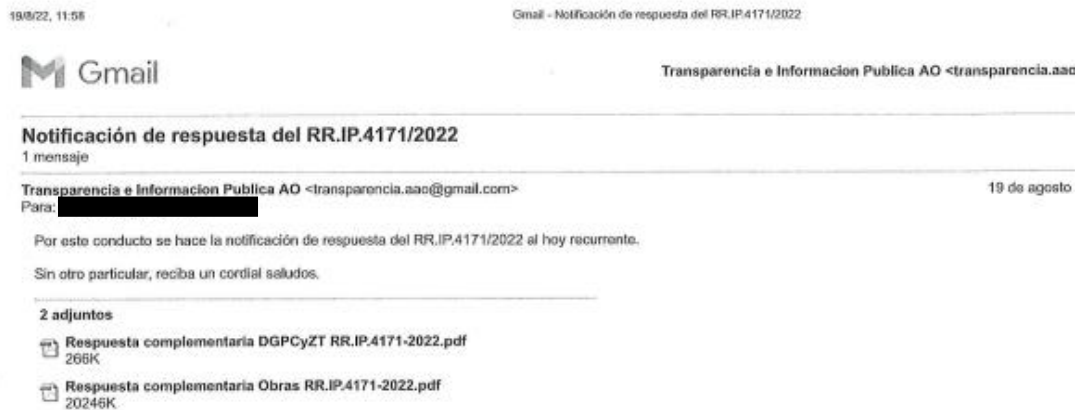 19/8/22, 11:58
Gmail - Notificación de respuesta del RR.IP.4171/2022
Gmail
Transparencia e Informacion Publica AO <transparencia.aao
Notificación de respuesta del RR.IP.4171/2022
1 mensaje
Transparencia e Informacion Publica AO <transparencia.aao@gmail.com>
19 de agosto
Para:
Por este conducto se hace la notificación de respuesta del RR.IP.4171/2022 al hoy recurrente.
Sin otro particular, reciba un cordial saludos.
2 adjuntos
Respuesta complementaria DGPCyZT RR.IP.4171-2022.pdf
266K
Respuesta complementaria Obras RR.IP.4171-2022.pdf
20246K